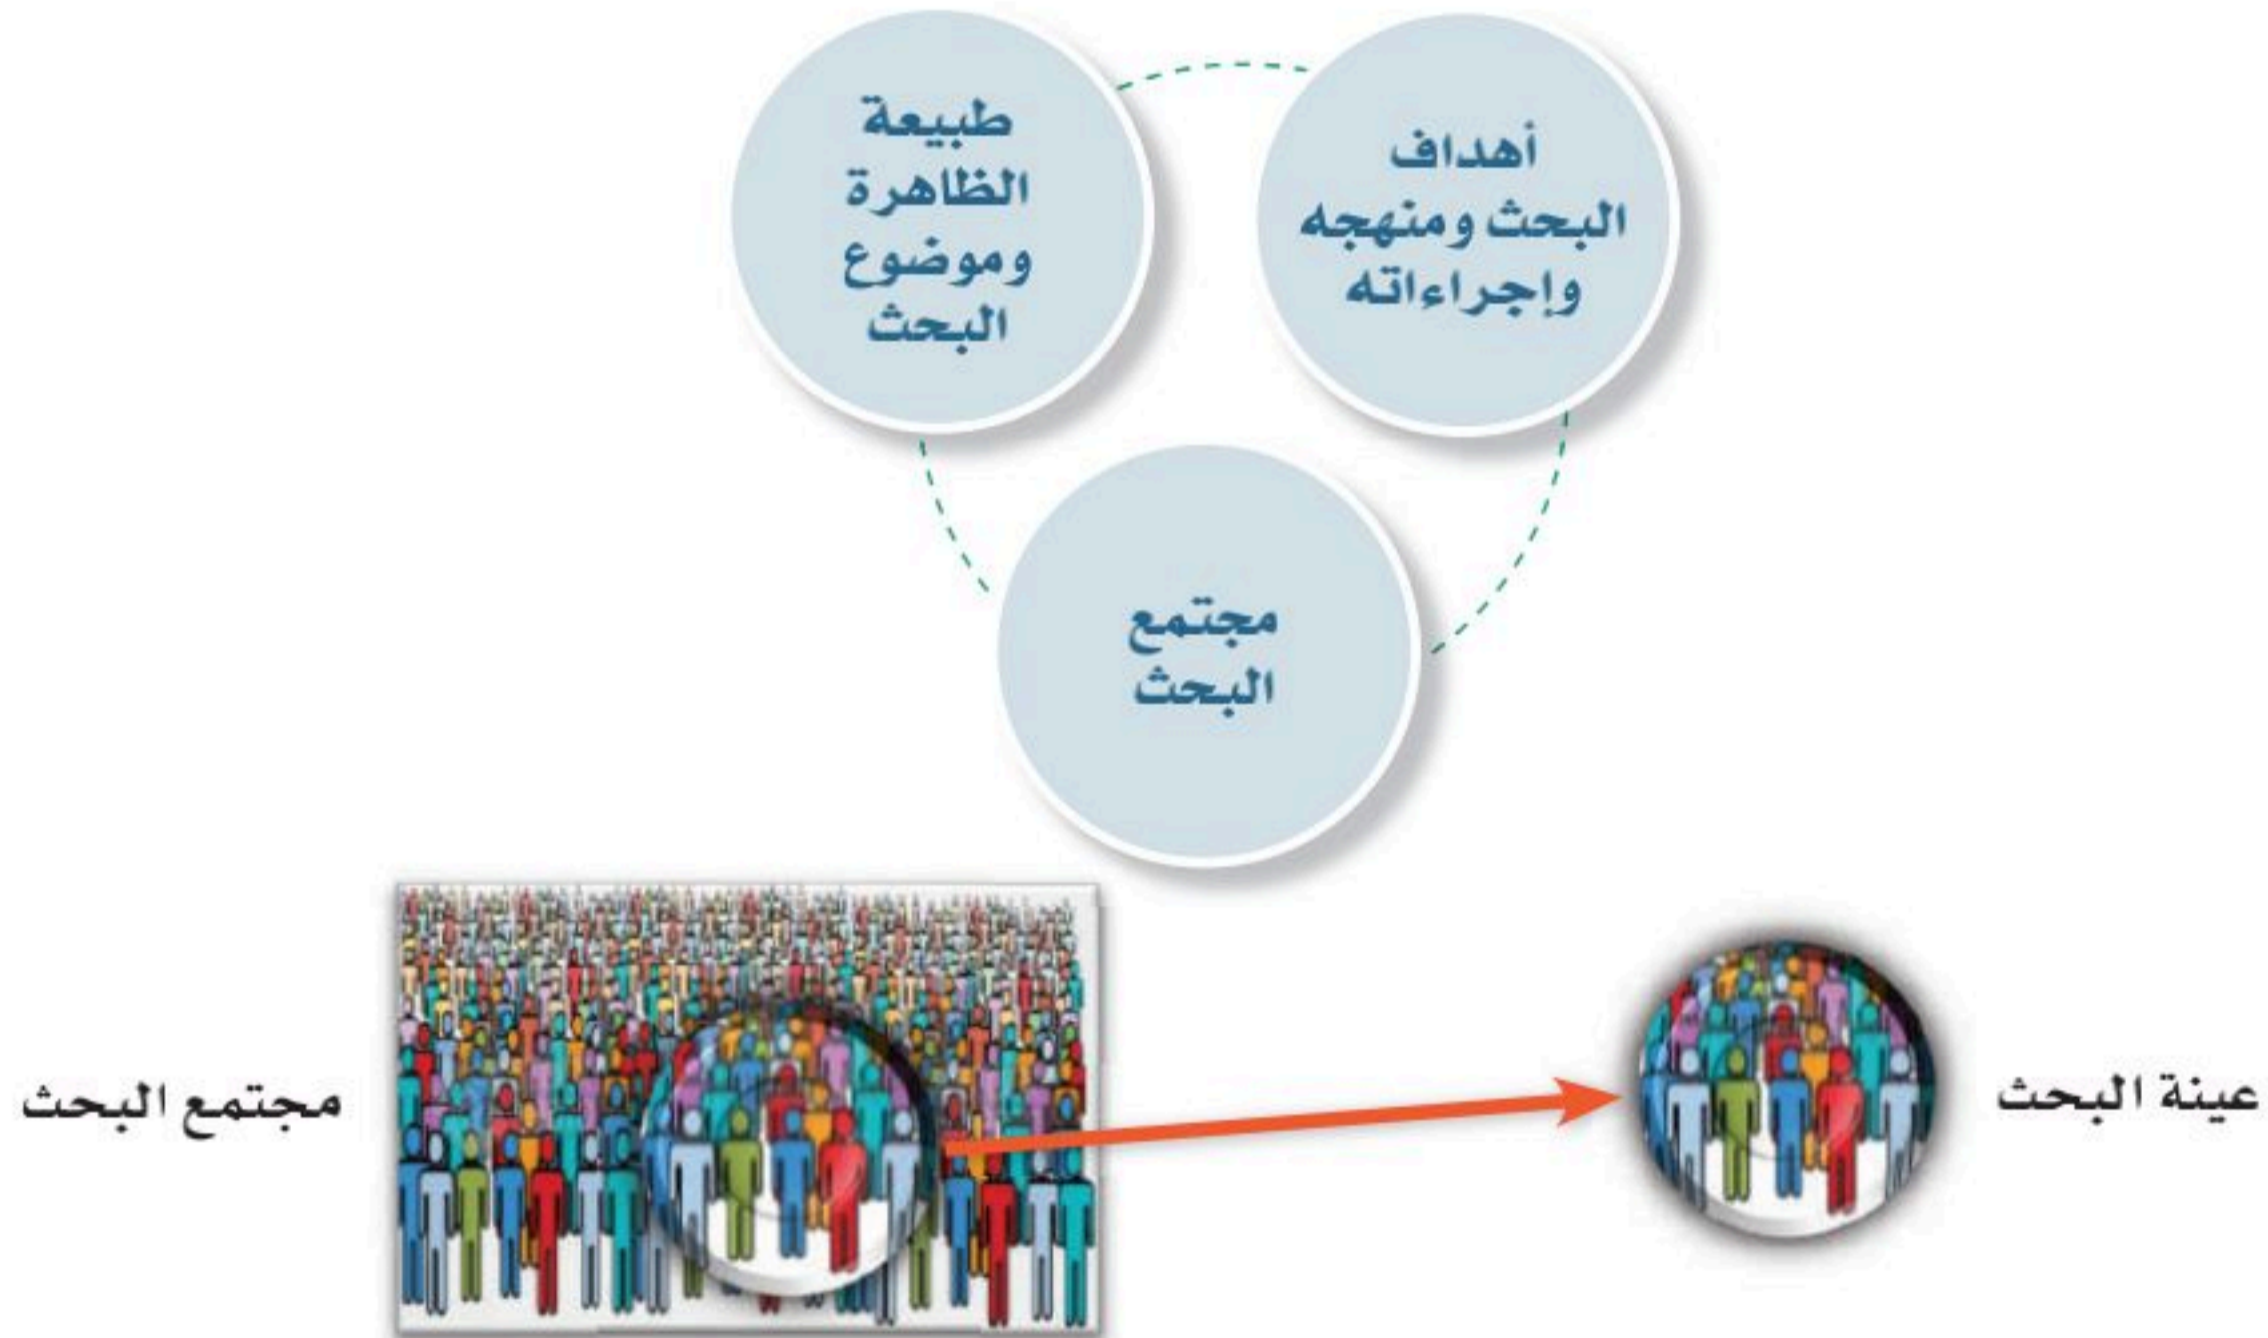 أهداف
البحث ومنهجه
وإجراءاته
طبيعة
الظاهرة
وموضوع
البحث
مجتمع
البحث
عينة البحث
مجتمع البحث